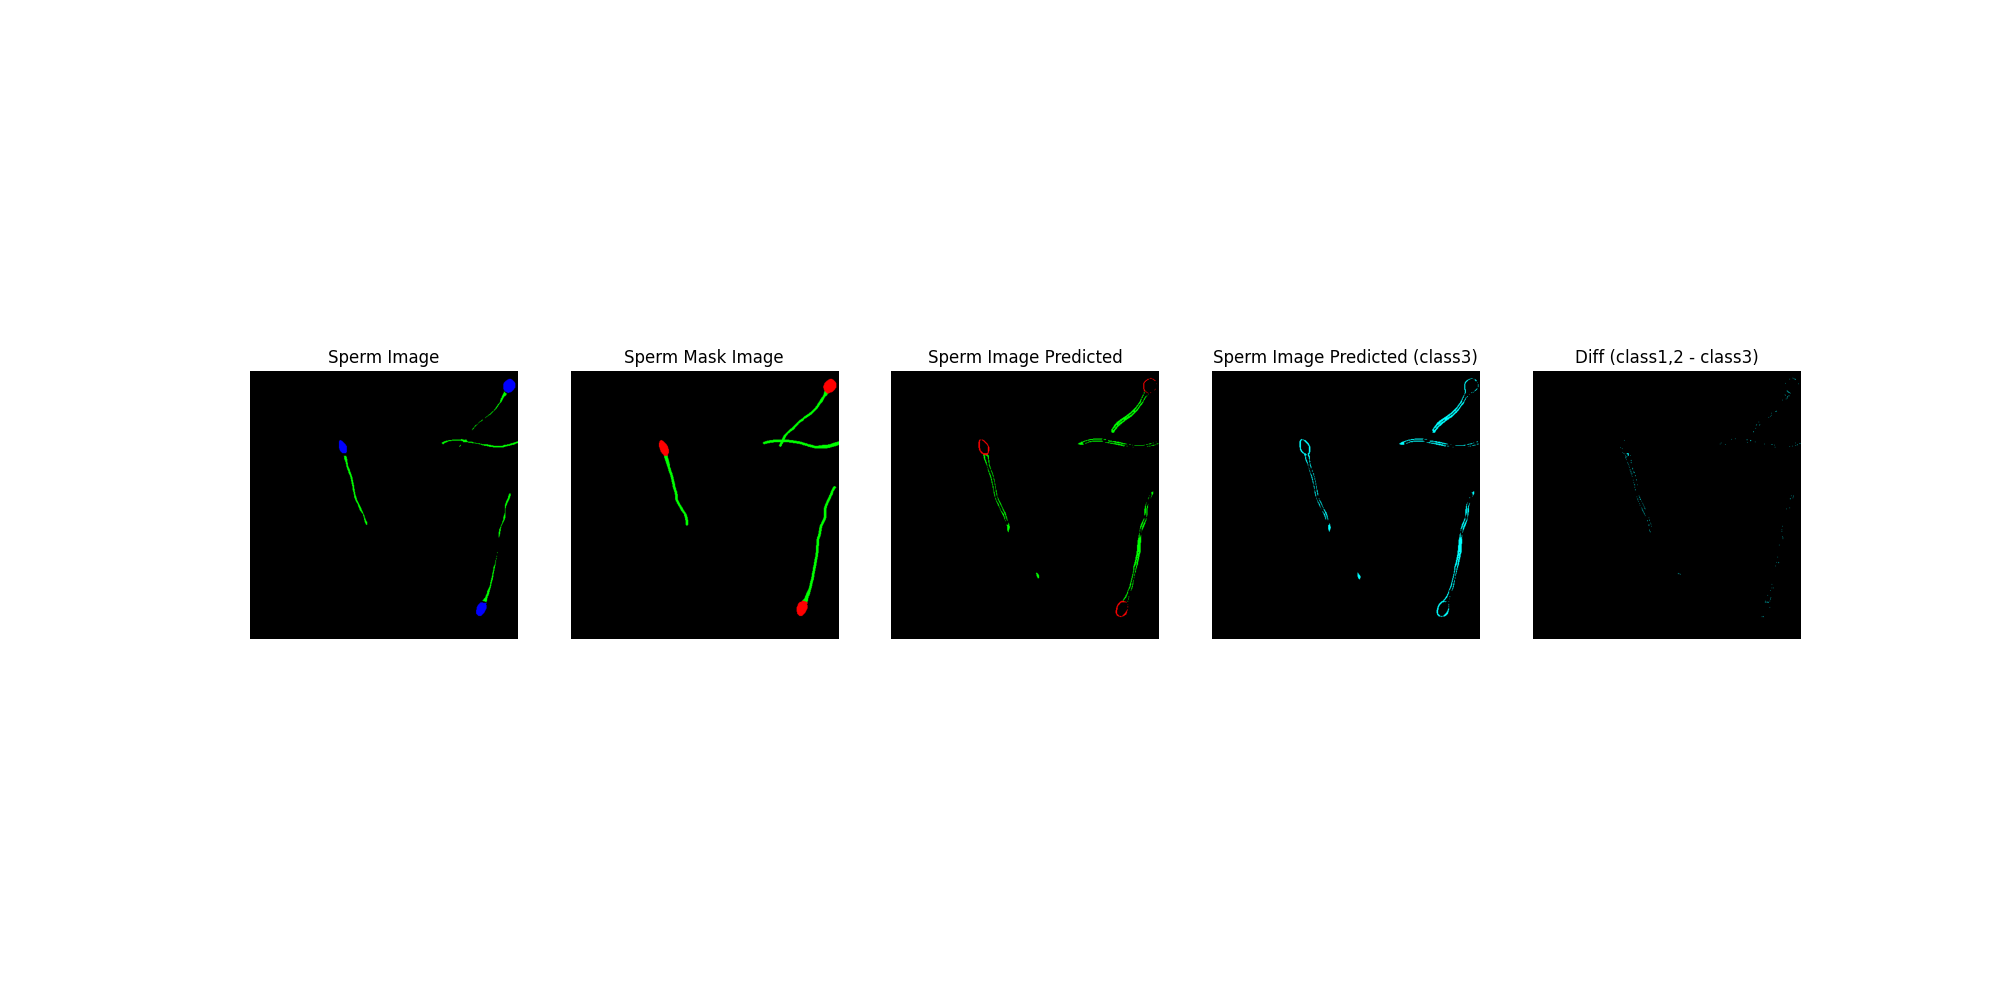 Sperm Image
Sperm Mask Image
Sperm Image Predicted
Sperm Image Predicted (class3)
Diff (class1,2 - class3)